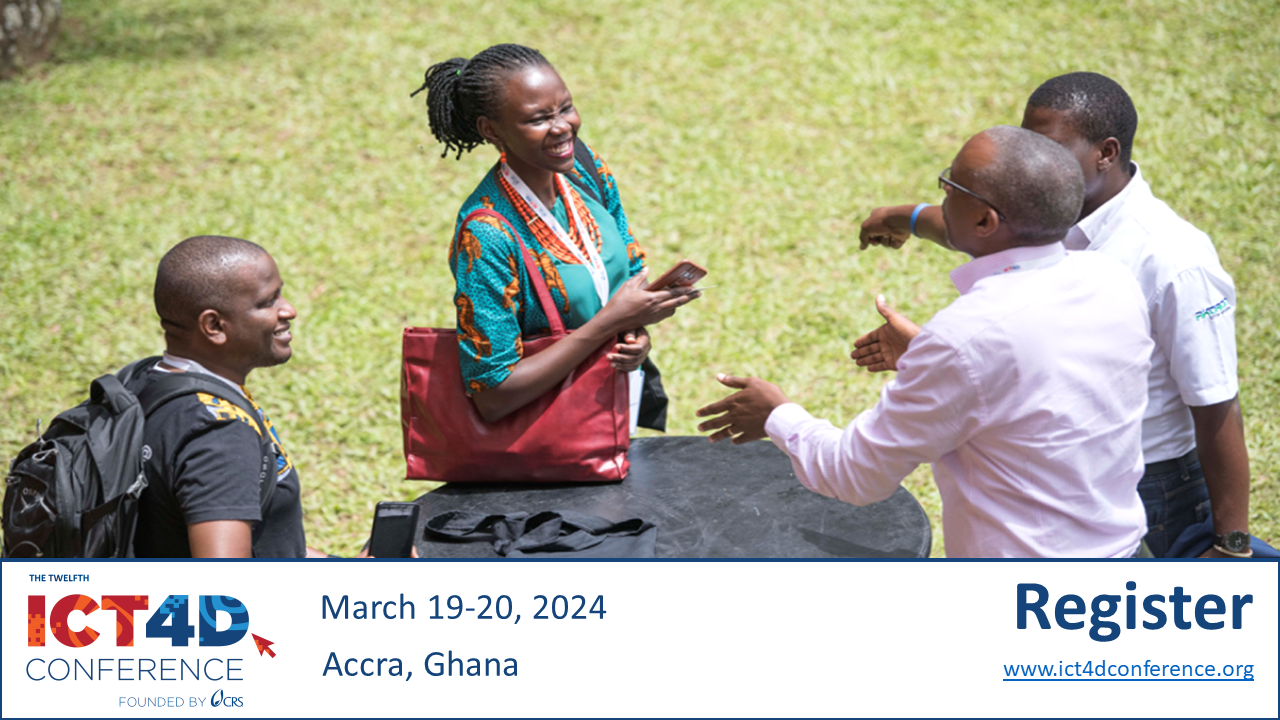 THE TWELFTH
ICT4D
CONFERENCE
FOUNDED BY CRS
March 19-20, 2024
Accra, Ghana
Register
www.ict4dconference.org